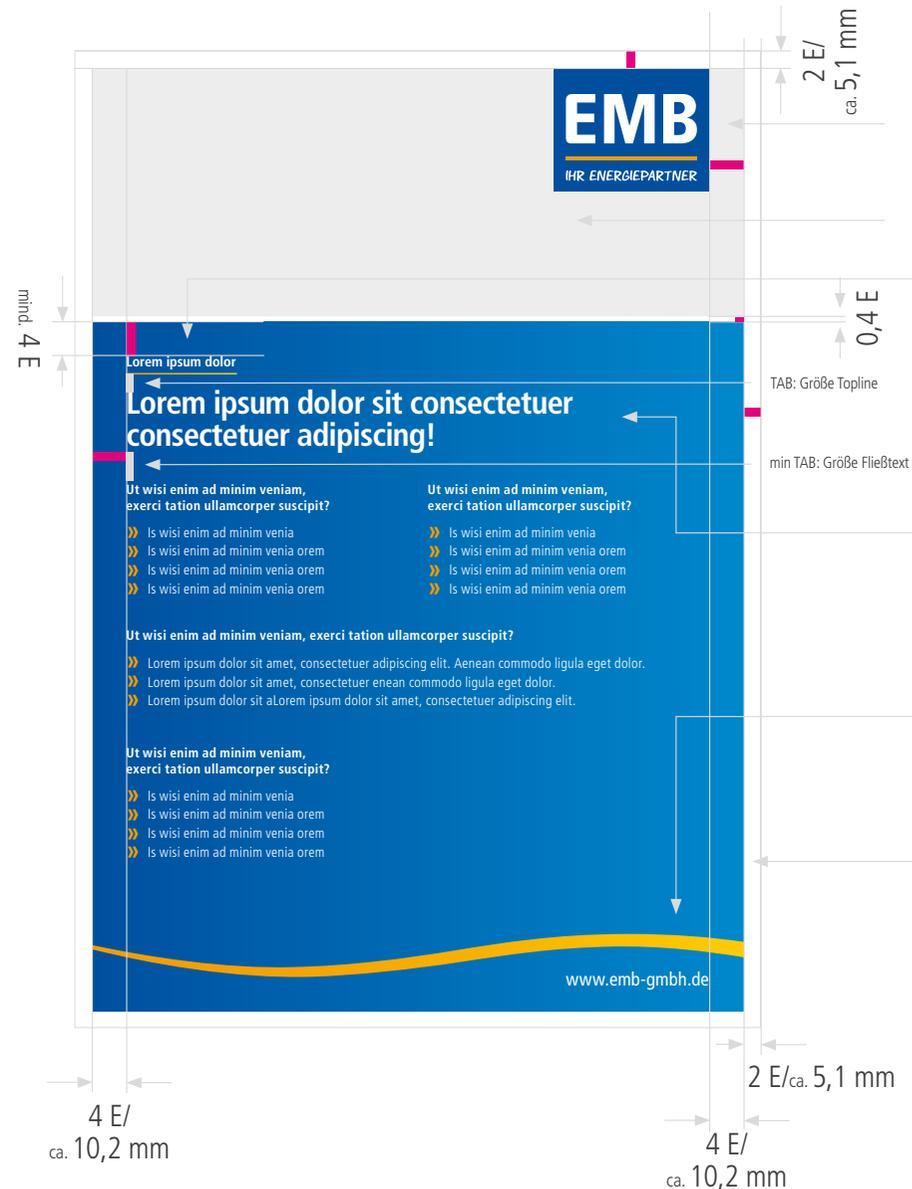 2 E/
ca. 5,1 mm
EMB
IHR ENERGIEPARTNER
mind. 4 E
0,4 E
Lorem ipsum dolor
TAB: Größe Topline
Lorem ipsum dolor sit consectetuer
consectetuer adipiscing!
min TAB: Größe Fließtext
Ut wisi enim ad minim veniam,
exerci tation ullamcorper suscipit?
Is wisi enim ad minim venia
Is wisi enim ad minim venia orem
Is wisi enim ad minim venia orem
Is wisi enim ad minim venia orem
Ut wisi enim ad minim veniam,
exerci tation ullamcorper suscipit?
Is wisi enim ad minim venia
Is wisi enim ad minim venia orem
Is wisi enim ad minim venia orem
Is wisi enim ad minim venia orem
Ut wisi enim ad minim veniam, exerci tation ullamcorper suscipit?
Lorem ipsum dolor sit amet, consectetuer adipiscing elit. Aenean commodo ligula eget dolor.
Lorem ipsum dolor sit amet, consectetuer enean commodo ligula eget dolor.
Lorem ipsum dolor sit aLorem ipsum dolor sit amet, consectetuer adipiscing elit.
Ut wisi enim ad minim veniam,
exerci tation ullamcorper suscipit?
Is wisi enim ad minim venia
Is wisi enim ad minim venia orem
Is wisi enim ad minim venia orem
Is wisi enim ad minim venia orem
www.emb-gmbh.de
2 E/ca. 5,1 mm
4 E/
ca. 10,2 mm
4 E/
ca. 10,2 mm